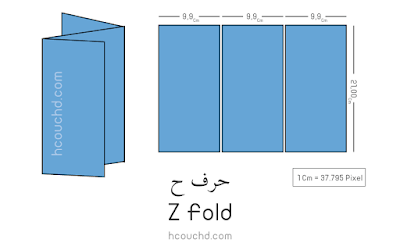 9,9cm 9,9cm 9,9cm
hcouchd.com
21,00cm
حرف ح
1Cm = 37.795 Pixel
Z fold
hcouchd.com